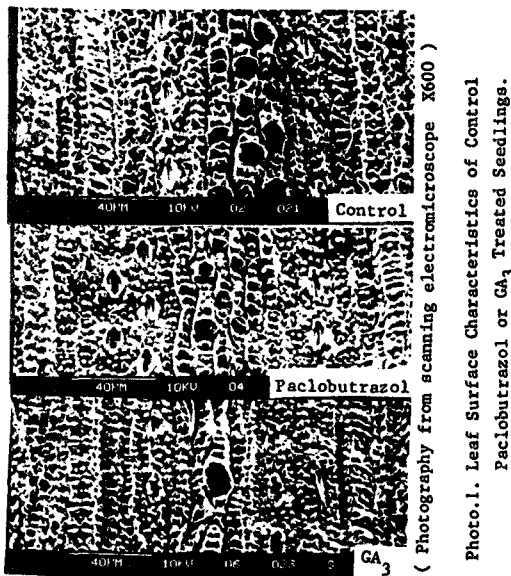 40PM 10KV 02 021
Control
40PM 10KV 04
Paclobutrazol
40PM 10KV 06 023 S
GA3
( Photography from scanning electromicroscope X600 )
Photo.1. Leaf Surface Characteristics of Control
Paclobutrazol or GA3 Treated Seedlings.